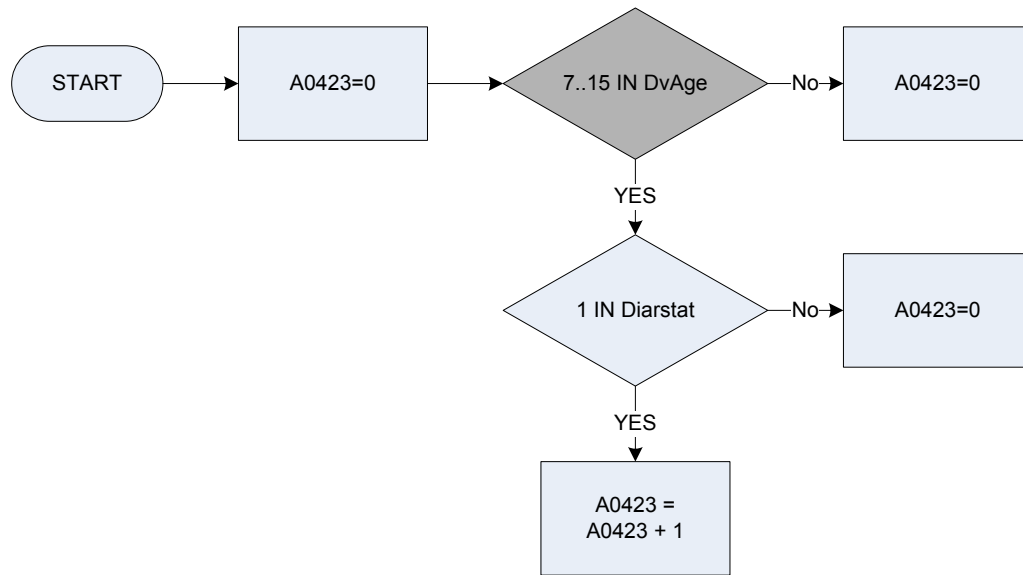 START
A0423=0
7..15 IN DvAge
No
A0423=0
YES
1 IN Diarstat
No
A0423=0
YES
A0423 =
A0423 + 1